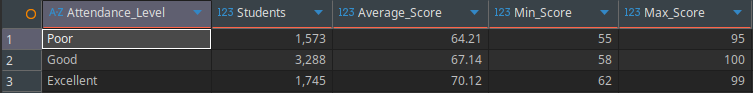 A-Z Attendance_Level 123 Students 123 Average_Score 123 Min_Score 123 Max_Score
1 Poor 1,573 64.21 55 95
2 Good 3,288 67.14 58 100
3 Excellent 1,745 70.12 62 99